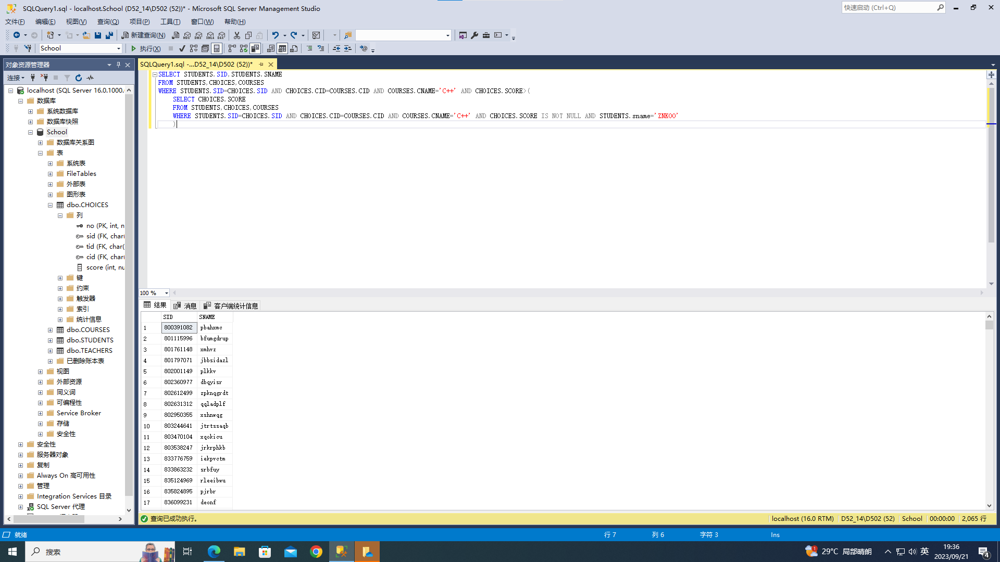 SQLQuery1.sql - localhost.School (D52_14\D502 (52))* - Microsoft SQL Server Management Studio
快速启动 (Ctrl+Q)
文件(F) 编辑(E) 视图(V) 查询(Q) 项目(P) 工具(T) 窗口(W) 帮助(H)
新建查询(N) MDX DMX XMLA DAX
School 执行(X)
对象资源管理器
SQLQuery1.sql -...D52_14\D502 (52))*
连接
localhost (SQL Server 16.0.1000.
数据库
系统数据库
数据库快照
School
数据库关系图
表
系统表
FileTables
外部表
图形表
dbo.CHOICES
列
no (PK, int, n
sid (FK, char(
tid (FK, char(
cid (FK, char(
score (int, nu
键
约束
触发器
索引
统计信息
dbo.COURSES
dbo.STUDENTS
dbo.TEACHERS
已删除账本表
视图
外部资源
同义词
可编程性
Service Broker
存储
安全性
安全性
服务器对象
复制
Always On 高可用性
管理
Integration Services 目录
SQL Server 代理
SELECT STUDENTS.SID,STUDENTS.SNAME
FROM STUDENTS,CHOICES,COURSES
WHERE STUDENTS.SID=CHOICES.SID AND CHOICES.CID=COURSES.CID AND COURSES.CNAME='C++' AND CHOICES.SCORE>(
SELECT CHOICES.SCORE
FROM STUDENTS,CHOICES,COURSES
WHERE STUDENTS.SID=CHOICES.SID AND CHOICES.CID=COURSES.CID AND COURSES.CNAME='C++' AND CHOICES.SCORE IS NOT NULL AND STUDENTS.sname='ZNKOO'
)
100 %
结果 消息 客户端统计信息
SID SNAME
1 800391082 pbahxmc
2 801115996 bfumgdrup
3 801761148 xmhvz
4 801797071 jbbsidazl
5 802001149 plkkv
6 802360977 dbqyisr
7 802612499 zpknqgrdt
8 802631312 qqladplf
9 802950355 xshnwqg
10 803244641 jtrtssaqb
11 803470104 xqokicu
12 803538247 jrkrphkb
13 833776759 iekpvctm
14 833863232 srbfuy
15 835124969 rleeibwu
16 835824895 pjrbr
17 836099231 deonf
查询已成功执行。 localhost (16.0 RTM) D52_14\D502 (52) School 00:00:00 2,065 行
就绪 行 7 列 6 字符 3 Ins
搜索 1 29°C 局部晴朗 英 19:36
2023/09/21 4